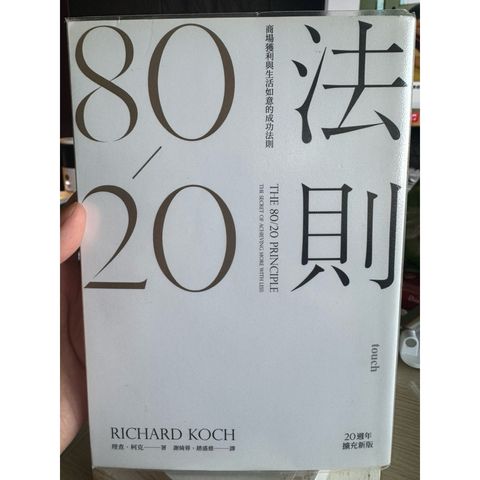 80/20
法則
商場獲利與生活如意的成功法則
THE 80/20 PRINCIPLE
THE SECRET OF ACHIEVING MORE WITH LESS
touch
RICHARD KOCH
理查・柯克——著 謝綺蓉・趙盛慈——譯
20週年
擴充新版